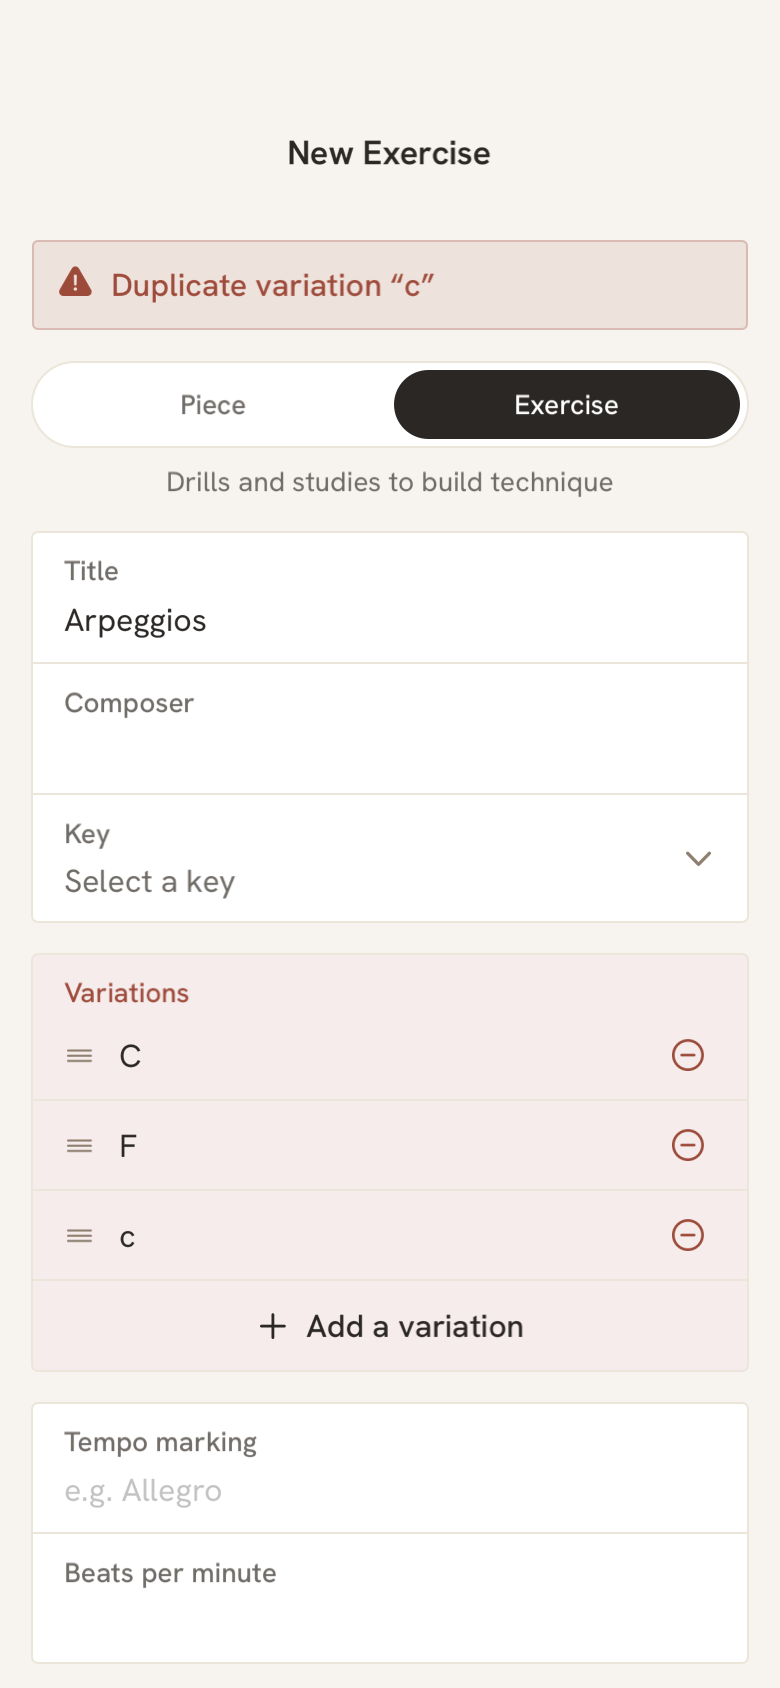 New Exercise
Duplicate variation “c”
Piece
Exercise
Drills and studies to build technique
Title
Arpeggios
Composer
Key
Select a key
Variations
C
F
c
Add a variation
Tempo marking
e.g. Allegro
Beats per minute